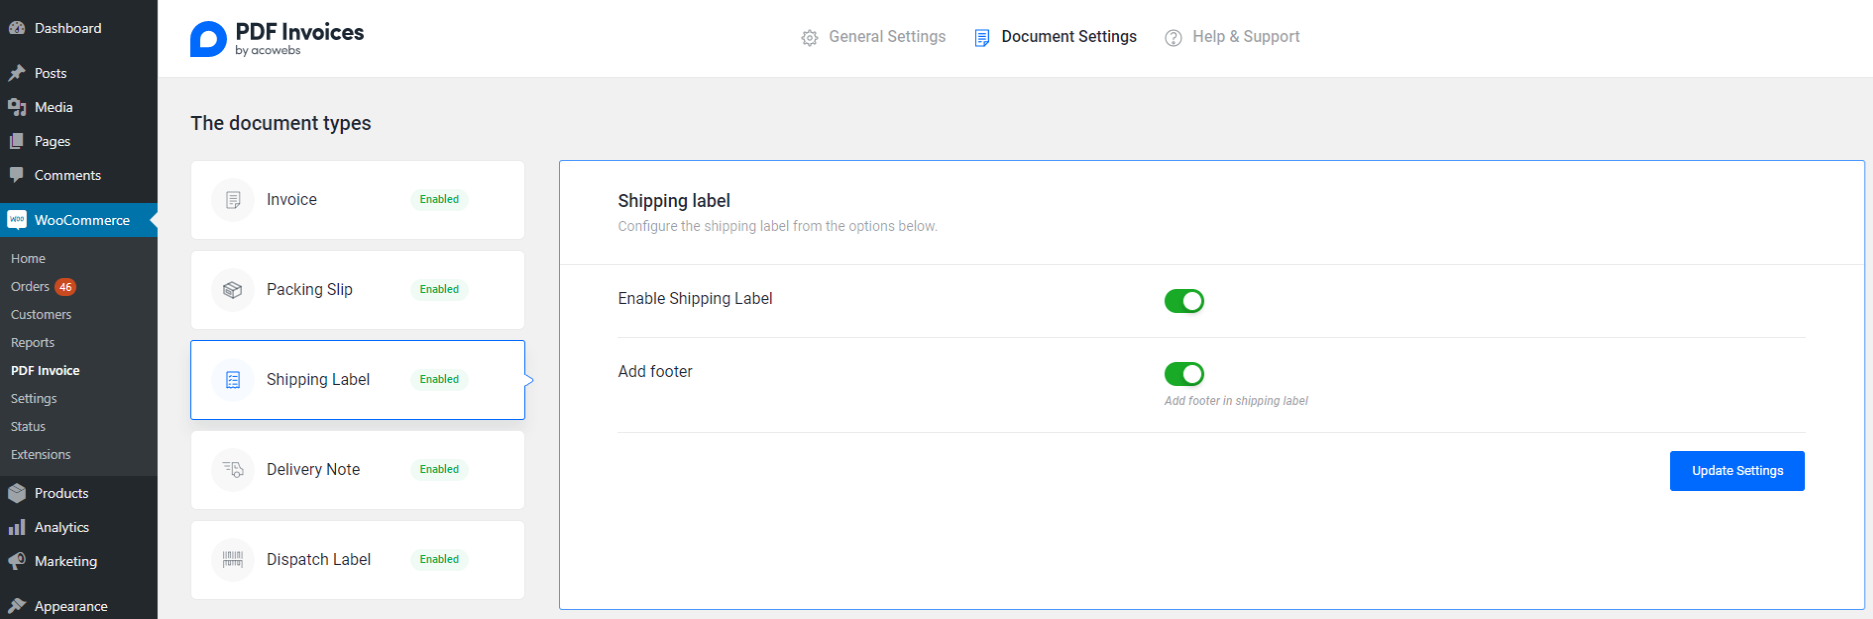 Dashboard
Posts
Media
Pages
Comments
Woo
WooCommerce
Home
Orders 46
Customers
Reports
PDF Invoice
Settings
Status
Extensions
Products
Analytics
Marketing
Appearance
PDF Invoices
by acowebs
General Settings
Document Settings
Help & Support
The document types
Invoice Enabled
Packing Slip Enabled
Shipping Label Enabled
Delivery Note Enabled
Dispatch Label Enabled
Shipping label
Configure the shipping label from the options below.
Enable Shipping Label
Add footer
Add footer in shipping label
Update Settings